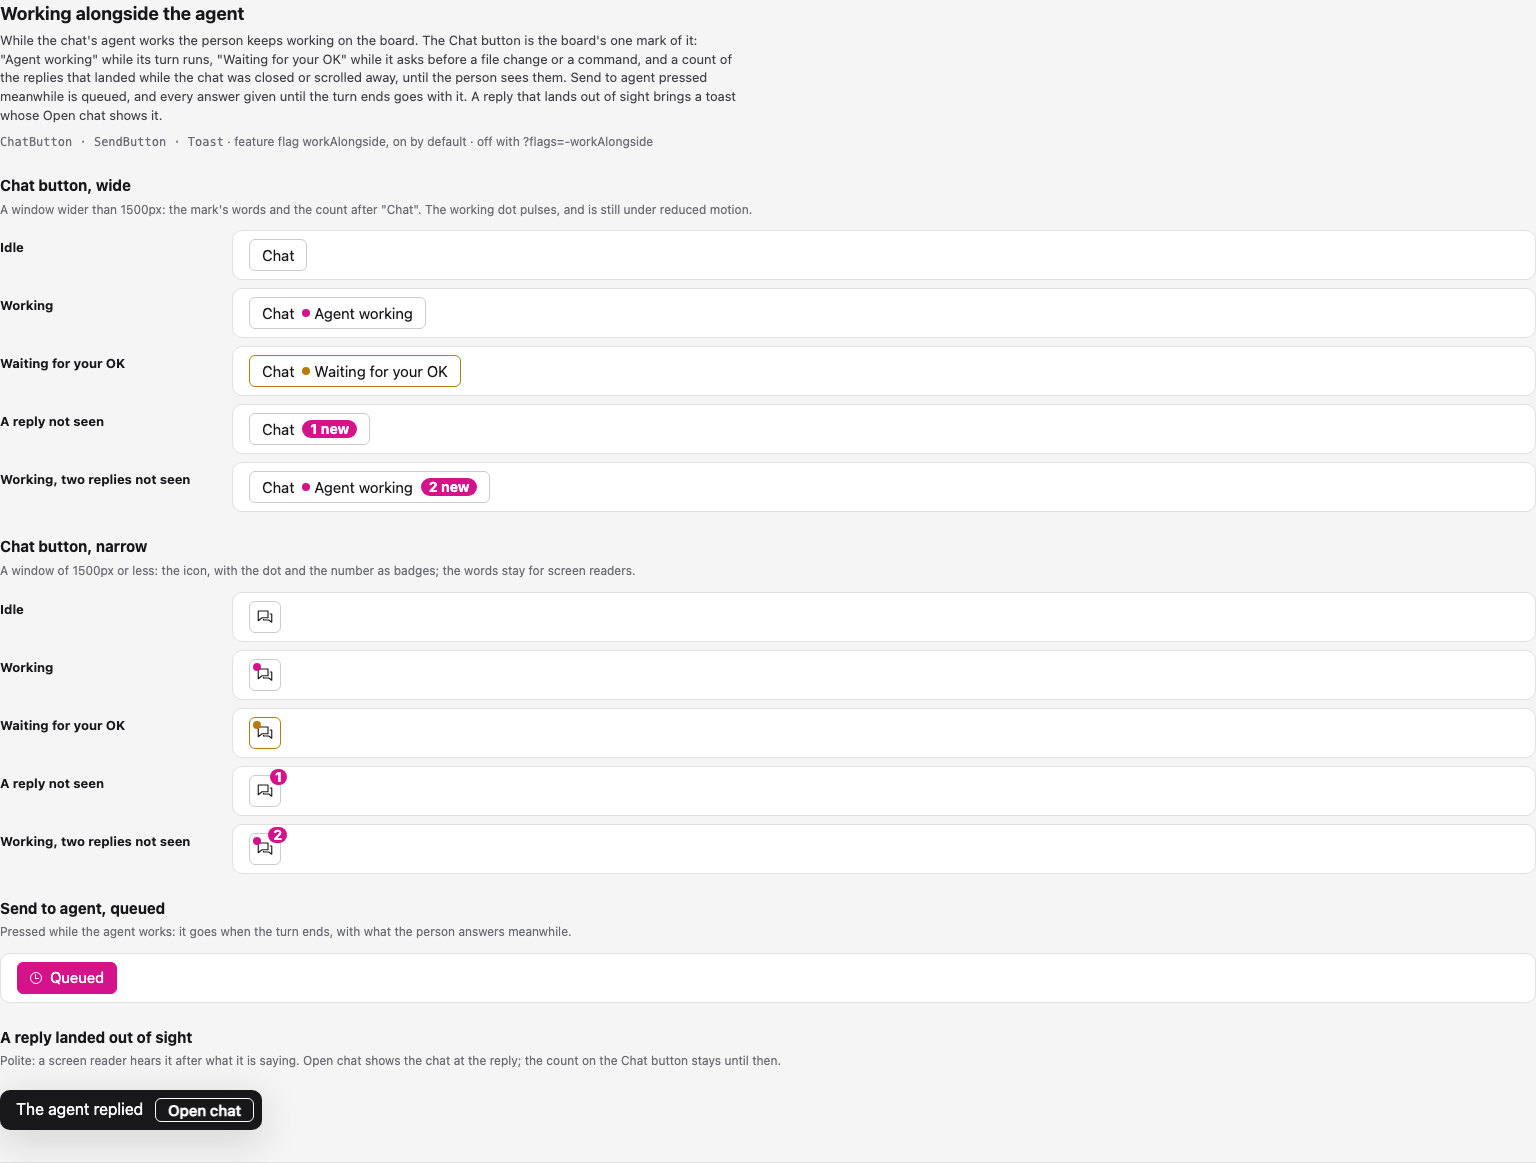 Working alongside the agent
While the chat's agent works the person keeps working on the board. The Chat button is the board's one mark of it:
"Agent working" while its turn runs, "Waiting for your OK" while it asks before a file change or a command, and a count of
the replies that landed while the chat was closed or scrolled away, until the person sees them. Send to agent pressed
meanwhile is queued, and every answer given until the turn ends goes with it. A reply that lands out of sight brings a toast
whose Open chat shows it.
ChatButton · SendButton · Toast · feature flag workAlongside, on by default · off with ?flags=-workAlongside
Chat button, wide
A window wider than 1500px: the mark's words and the count after "Chat". The working dot pulses, and is still under reduced motion.
Idle
Chat
Working
Chat Agent working
Waiting for your OK
Chat Waiting for your OK
A reply not seen
Chat 1 new
Working, two replies not seen
Chat Agent working 2 new
Chat button, narrow
A window of 1500px or less: the icon, with the dot and the number as badges; the words stay for screen readers.
Idle
Working
Waiting for your OK
A reply not seen
1
Working, two replies not seen
2
Send to agent, queued
Pressed while the agent works: it goes when the turn ends, with what the person answers meanwhile.
Queued
A reply landed out of sight
Polite: a screen reader hears it after what it is saying. Open chat shows the chat at the reply; the count on the Chat button stays until then.
The agent replied Open chat